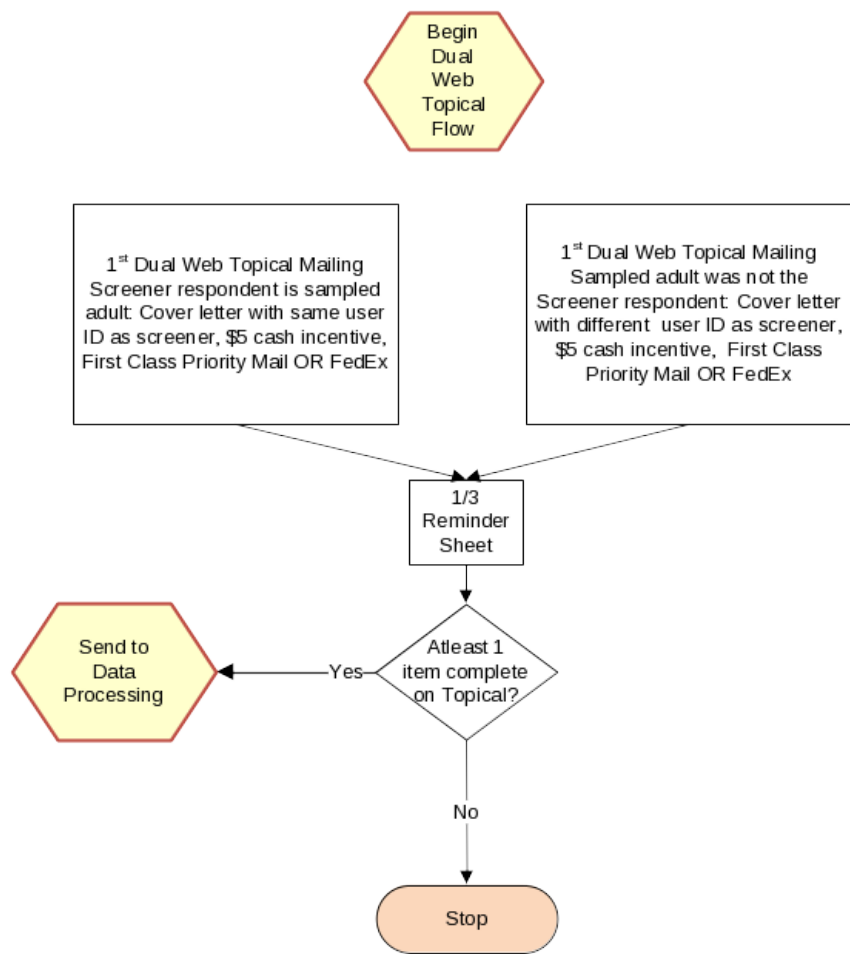 Begin
Dual
Web
Topical
Flow
1st Dual Web Topical Mailing
Screener respondent is sampled
adult: Cover letter with same user
ID as screener, $5 cash incentive,
First Class Priority Mail OR FedEx
1st Dual Web Topical Mailing
Sampled adult was not the
Screener respondent: Cover letter
with different user ID as screener,
$5 cash incentive, First Class
Priority Mail OR FedEx
1/3
Reminder
Sheet
Atleast 1
item complete
on Topical?
Yes
Send to
Data
Processing
No
Stop